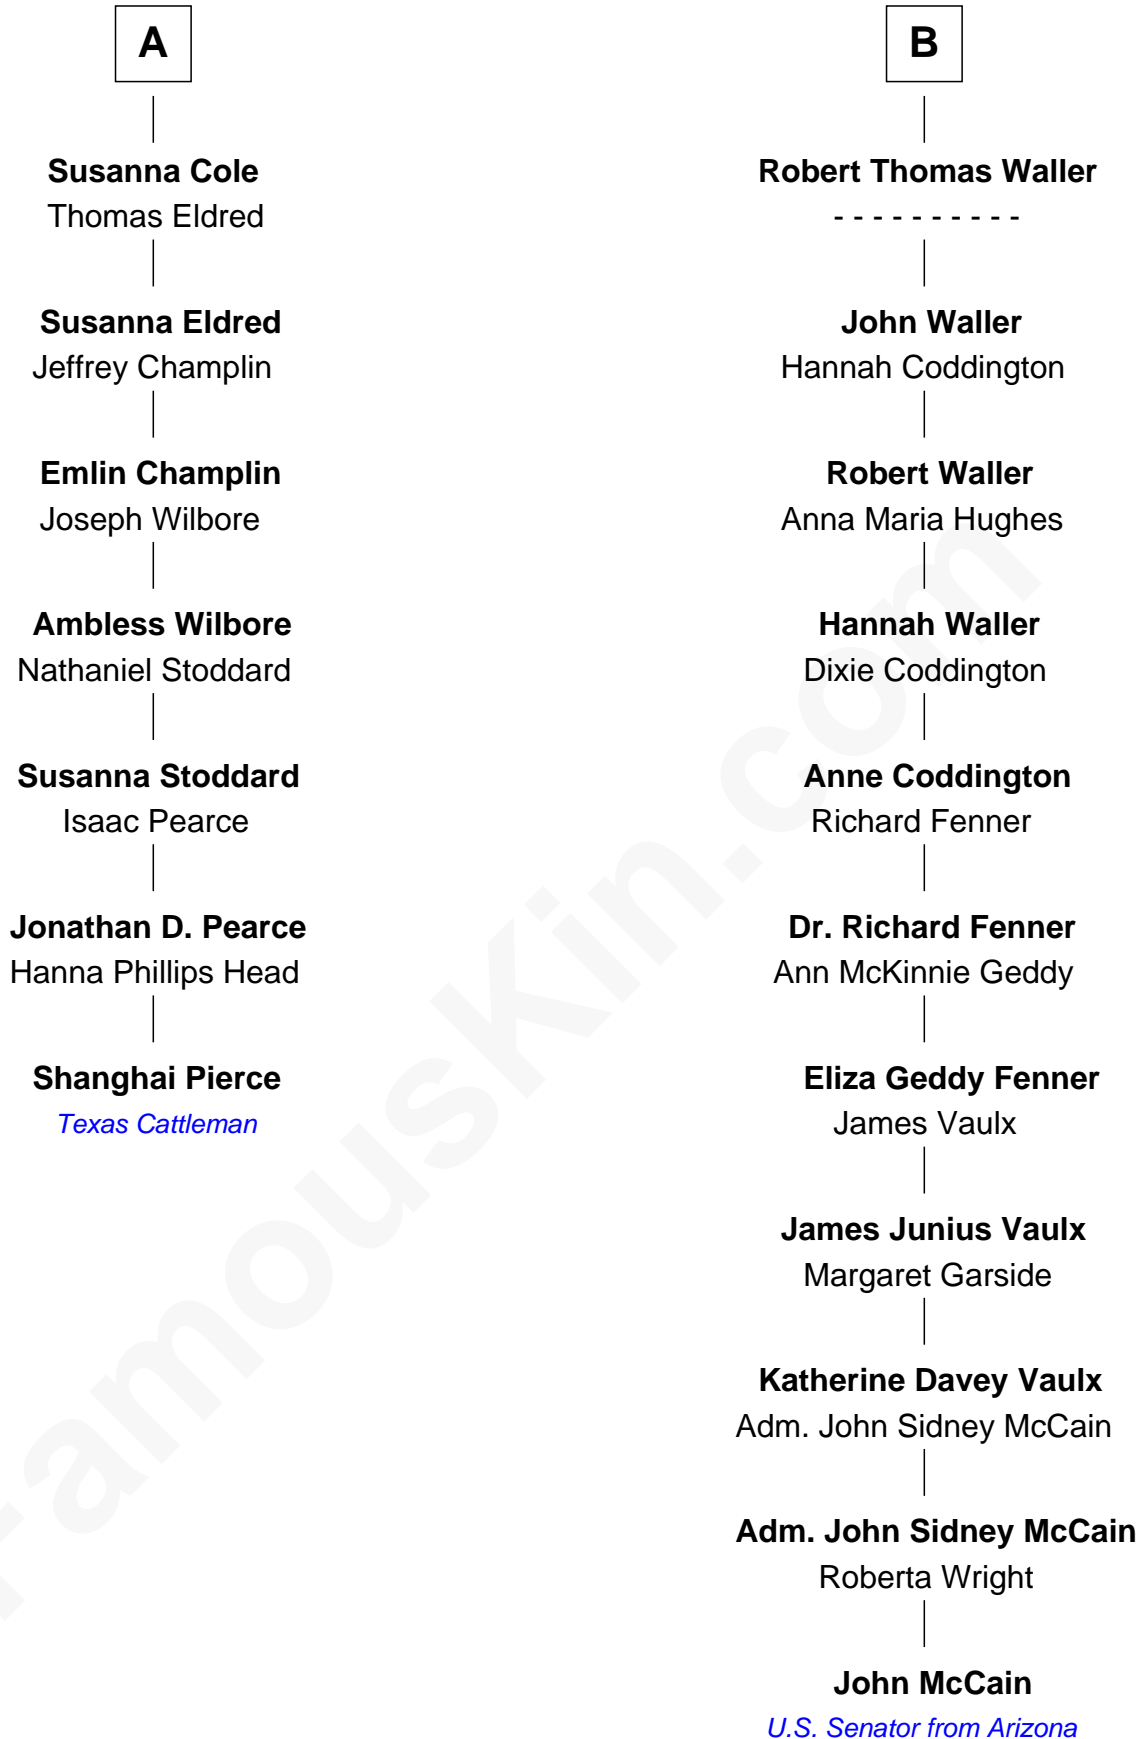 A
Susanna Cole
Thomas Eldred
Susanna Eldred
Jeffrey Champlin
Emlin Champlin
Joseph Wilbore
Ambless Wilbore
Nathaniel Stoddard
Susanna Stoddard
Isaac Pearce
Jonathan D. Pearce
Hanna Phillips Head
Shanghai Pierce
Texas Cattleman
B
Robert Thomas Waller
- - - - - - - - - -
John Waller
Hannah Coddington
Robert Waller
Anna Maria Hughes
Hannah Waller
Dixie Coddington
Anne Coddington
Richard Fenner
Dr. Richard Fenner
Ann McKinnie Geddy
Eliza Geddy Fenner
James Vaulx
James Junius Vaulx
Margaret Garside
Katherine Davey Vaulx
Adm. John Sidney McCain
Adm. John Sidney McCain
Roberta Wright
John McCain
U.S. Senator from Arizona
FamousKin.com